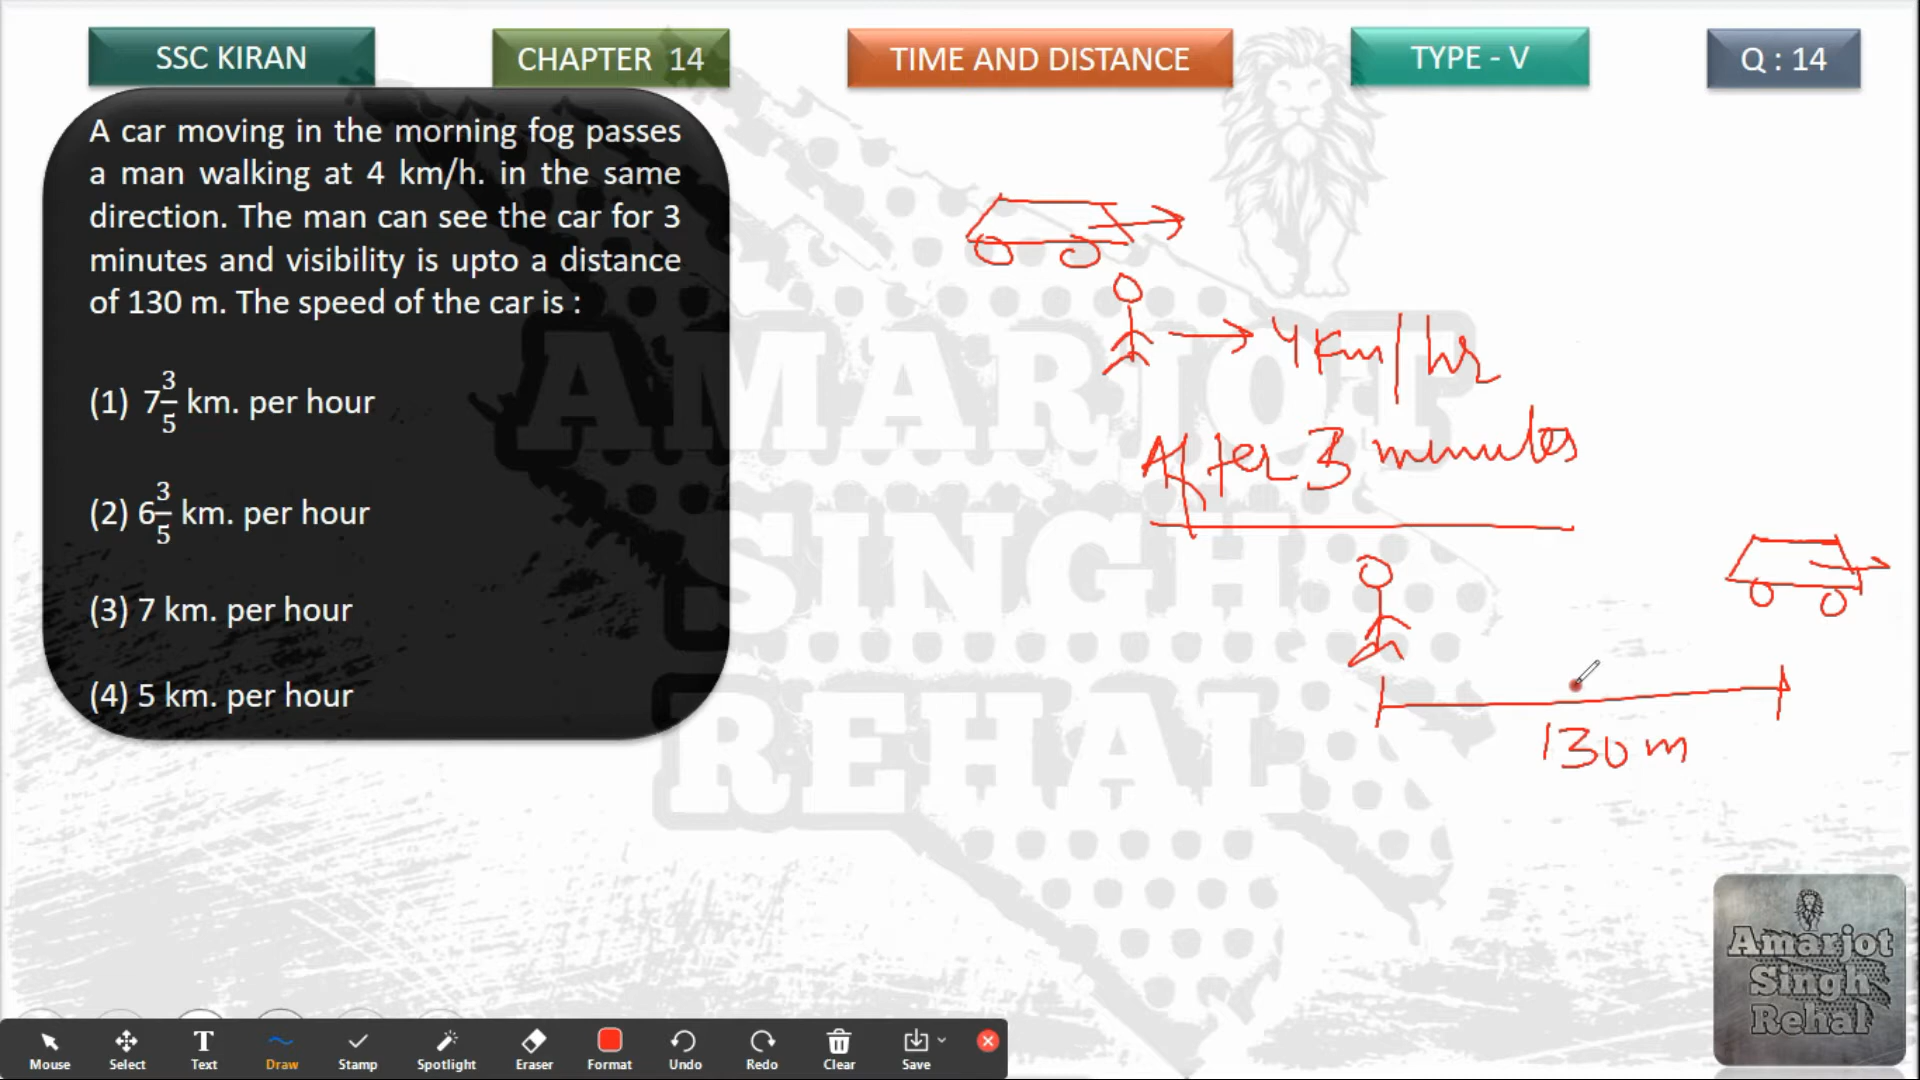 SSC KIRAN
CHAPTER 14
TIME AND DISTANCE
TYPE - V
Q : 14
A car moving in the morning fog passes
a man walking at 4 km/h. in the same
direction. The man can see the car for 3
minutes and visibility is upto a distance
of 130 m. The speed of the car is :
(1) 7 3/5 km. per hour
(2) 6 3/5 km. per hour
(3) 7 km. per hour
(4) 5 km. per hour
4 km/hr
After 3 minutes
130 m
AMARJOT
SINGH
REHAL
Amarjot
Singh
Rehal
Mouse
Select
Text
Draw
Stamp
Spotlight
Eraser
Format
Undo
Redo
Clear
Save